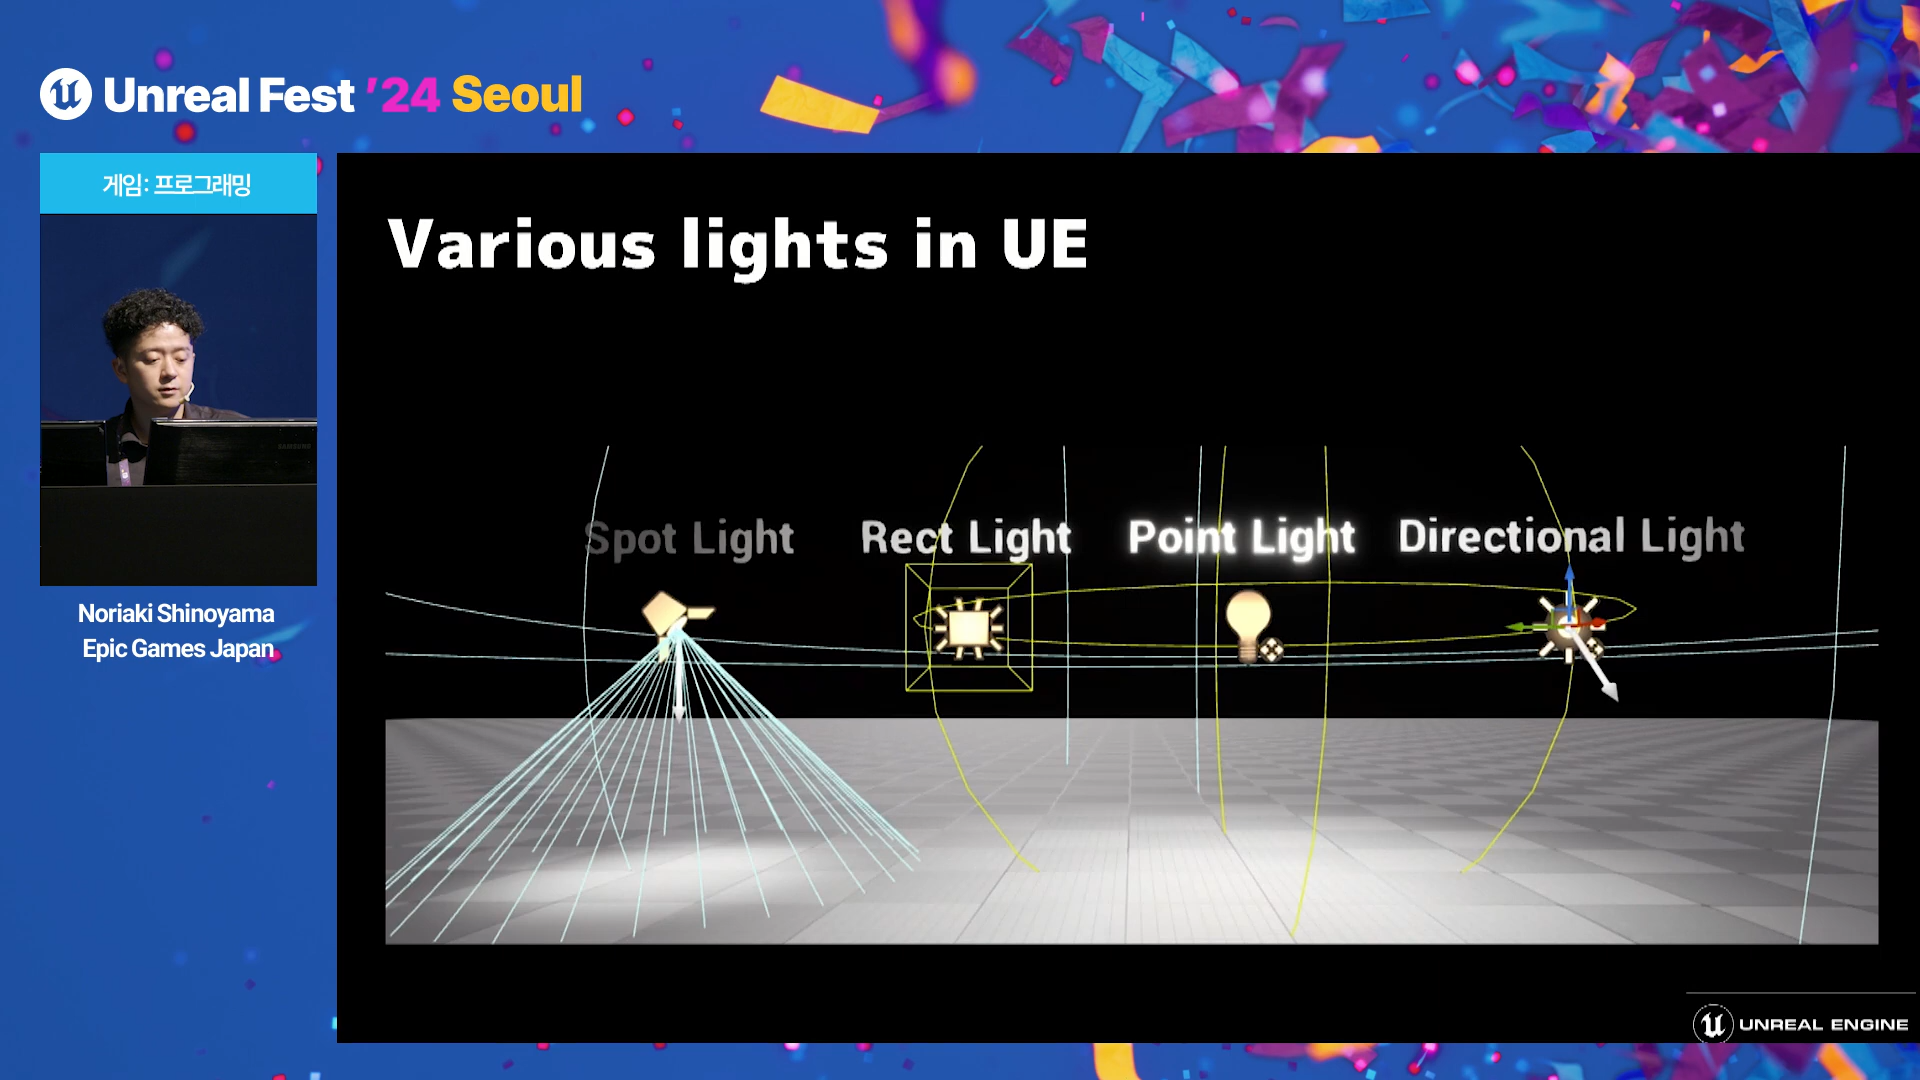 Unreal Fest '24 Seoul
게임: 프로그래밍
Various lights in UE
Spot Light
Rect Light
Point Light
Directional Light
SAMSUNG
Noriaki Shinoyama
Epic Games Japan
UNREAL ENGINE